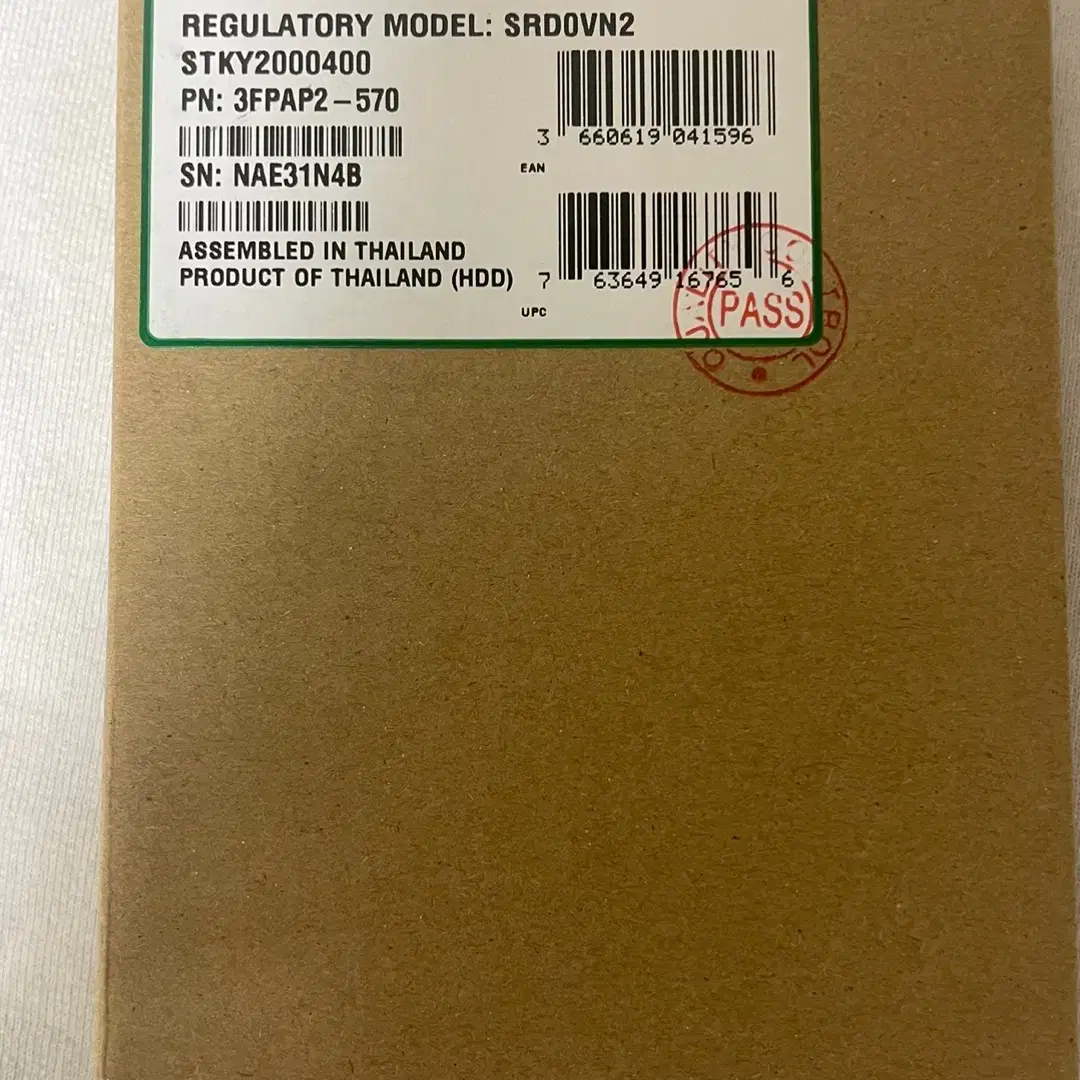 REGULATORY MODEL: SRD0VN2
STKY2000400
PN: 3FPAP2-570
3 660619 041596
EAN
SN: NAE31N4B
ASSEMBLED IN THAILAND
PRODUCT OF THAILAND (HDD)
7 63649 16765 6
UPC
PASS